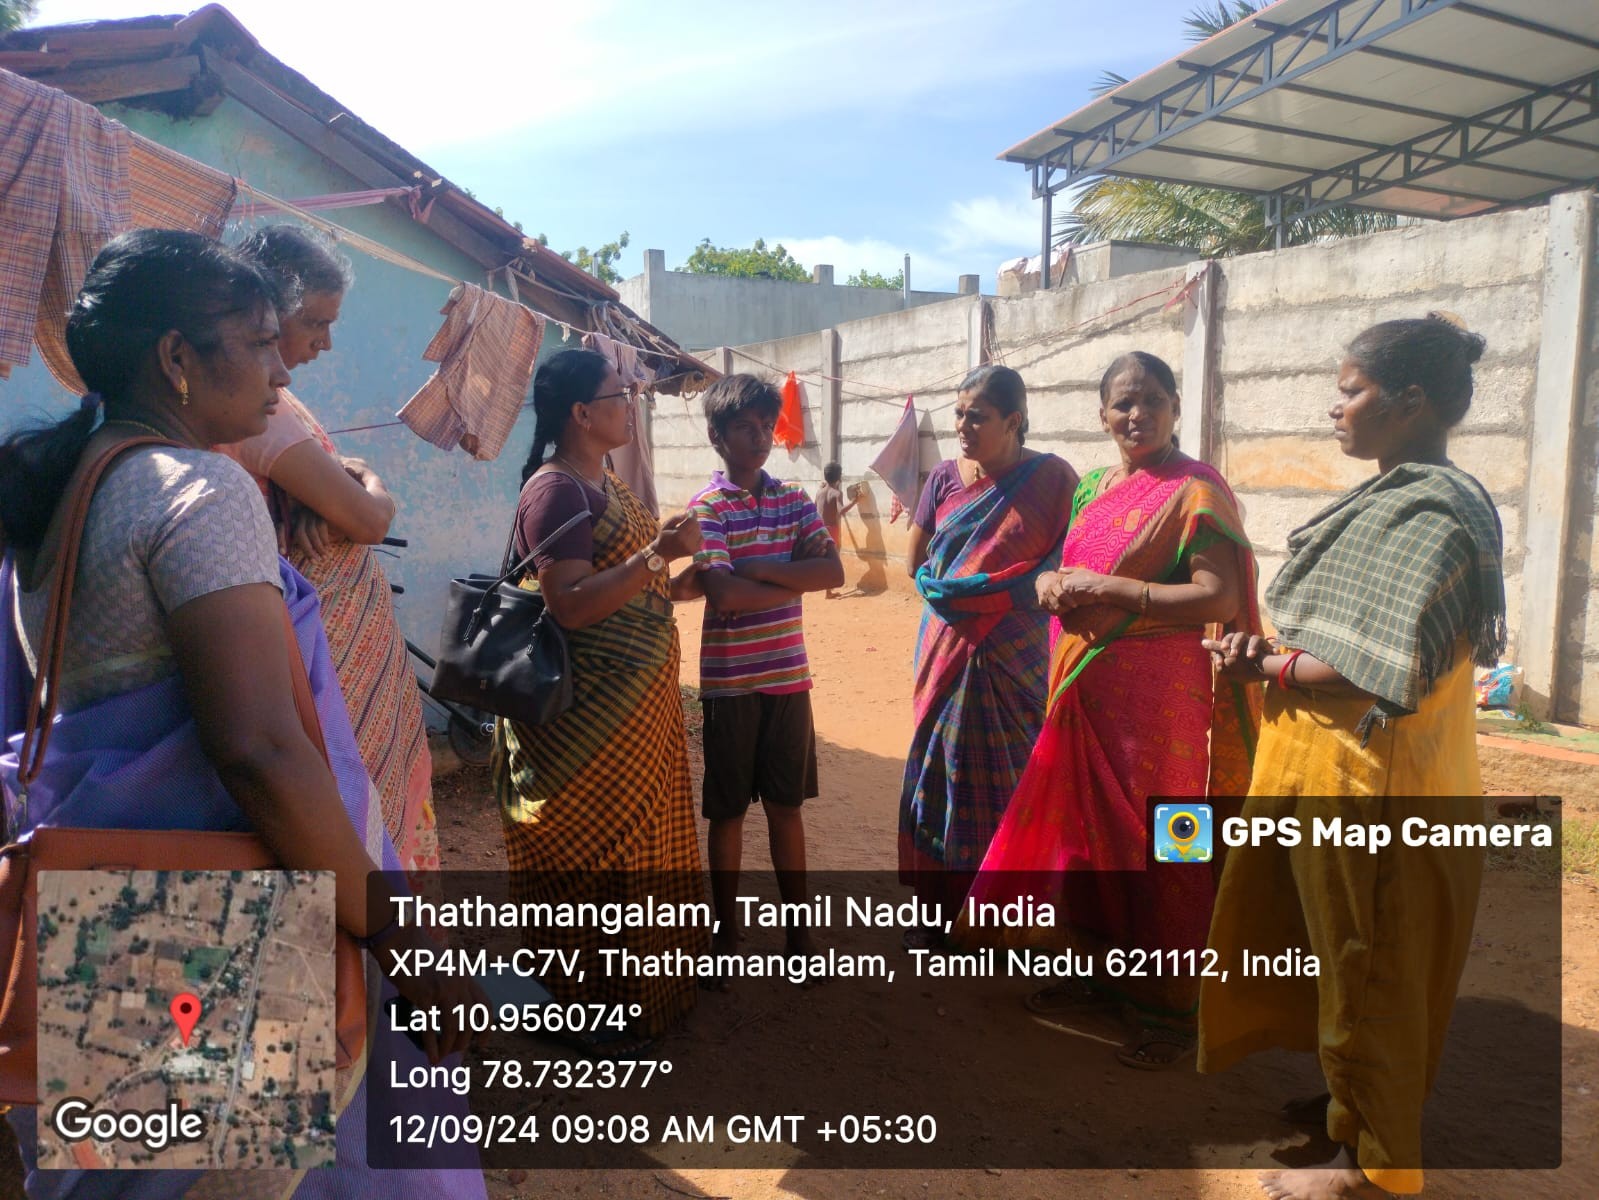 GPS Map Camera
Thathamangalam, Tamil Nadu, India
XP4M+C7V, Thathamangalam, Tamil Nadu 621112, India
Lat 10.956074°
Long 78.732377°
12/09/24 09:08 AM GMT +05:30
Google